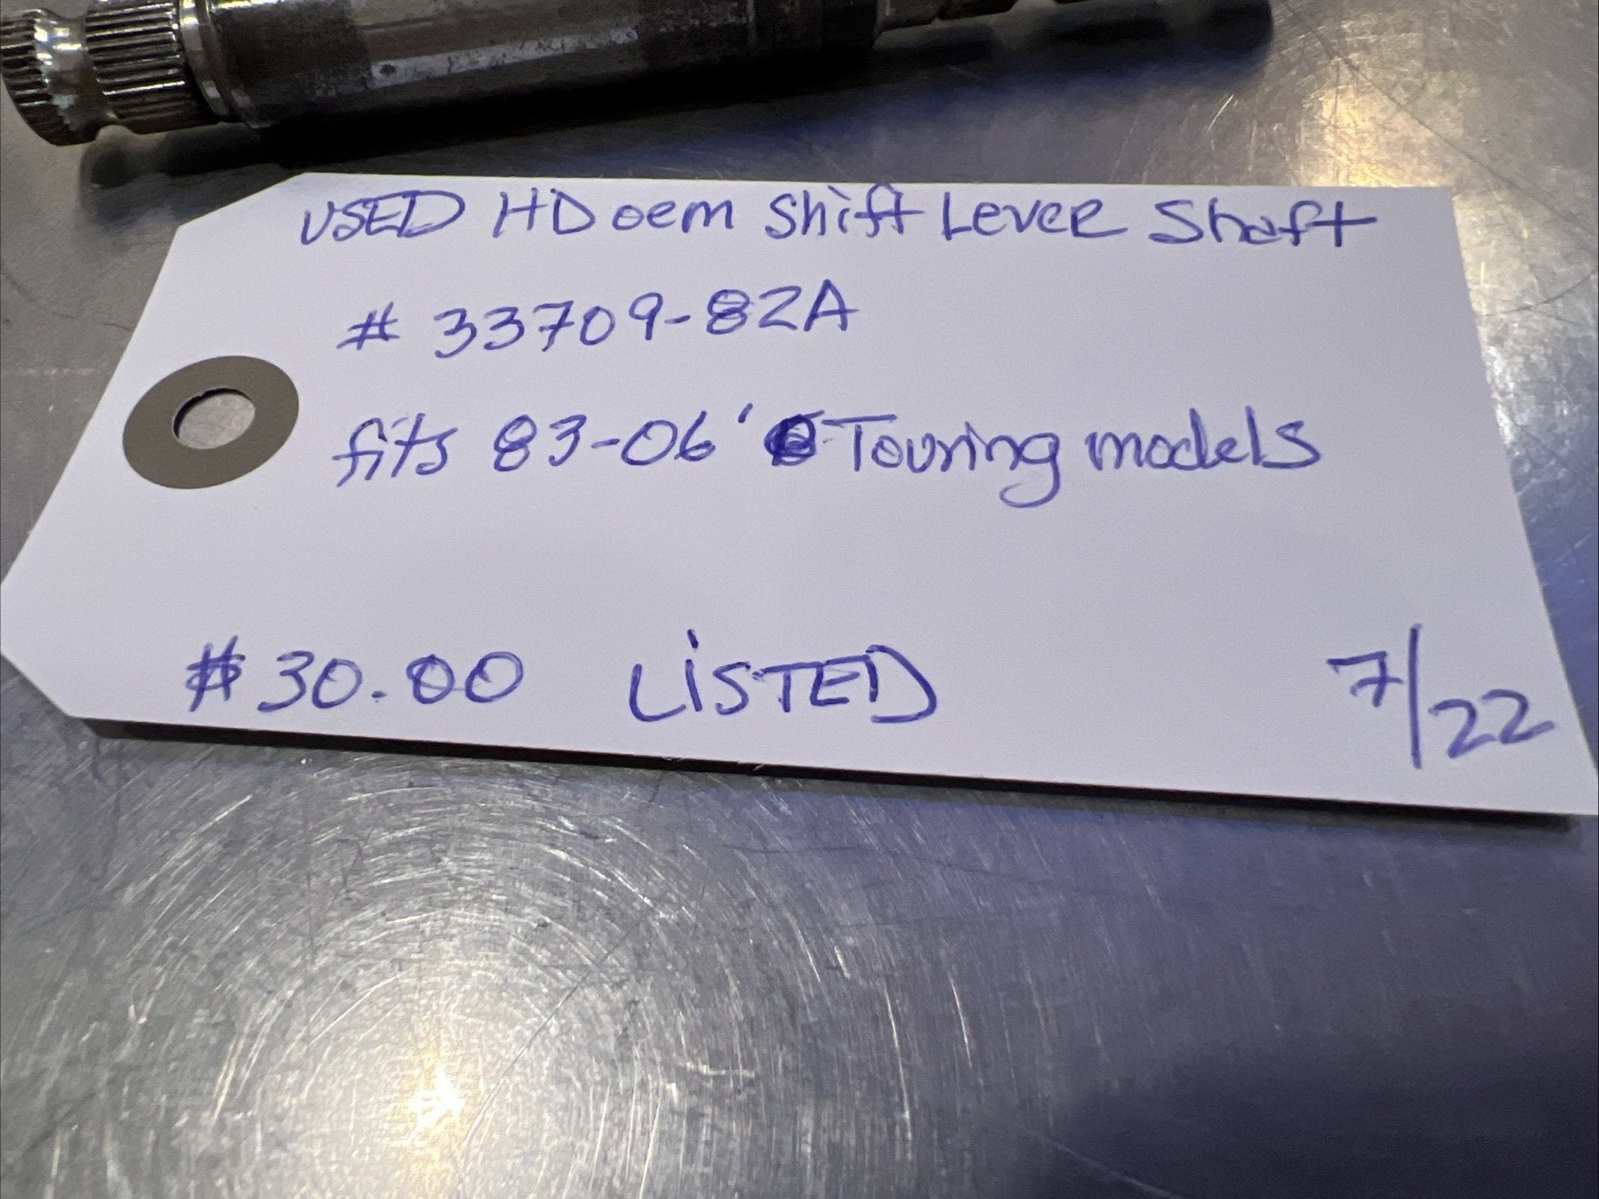 USED HD oem Shift Lever Shaft
# 33709-82A
fits 83-06' Touring models
$30.00 LiSTED 7/22